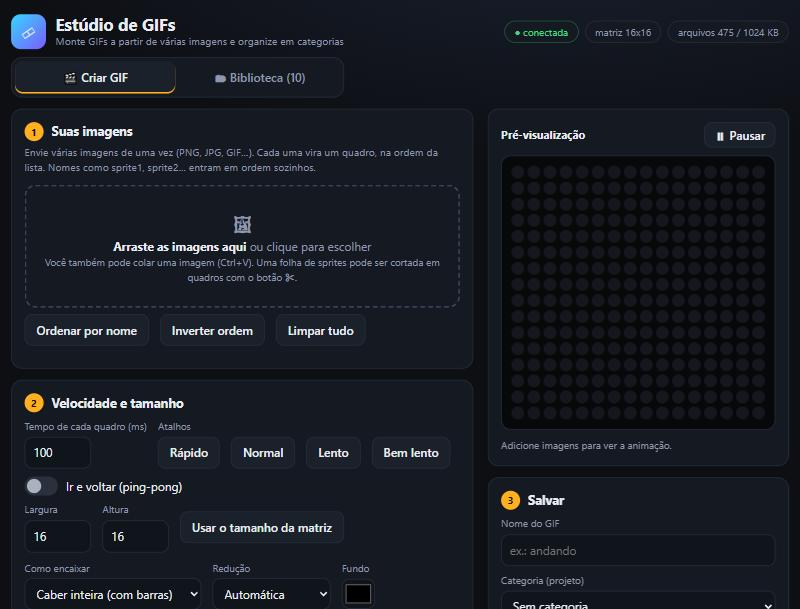 Estúdio de GIFs
Monte GIFs a partir de várias imagens e organize em categorias
conectada
matriz 16x16
arquivos 475 / 1024 KB
Criar GIF
Biblioteca (10)
1 Suas imagens
Envie várias imagens de uma vez (PNG, JPG, GIF...). Cada uma vira um quadro, na ordem da
lista. Nomes como sprite1, sprite2... entram em ordem sozinhos.
Arraste as imagens aqui ou clique para escolher
Você também pode colar uma imagem (Ctrl+V). Uma folha de sprites pode ser cortada em
quadros com o botão ✂.
Ordenar por nome
Inverter ordem
Limpar tudo
2 Velocidade e tamanho
Tempo de cada quadro (ms)
Atalhos
100
Rápido
Normal
Lento
Bem lento
Ir e voltar (ping-pong)
Largura
Altura
16
16
Usar o tamanho da matriz
Como encaixar
Redução
Fundo
Caber inteira (com barras)
Automática
Pré-visualização
Pausar
Adicione imagens para ver a animação.
3 Salvar
Nome do GIF
ex.: andando
Categoria (projeto)
Sem categoria